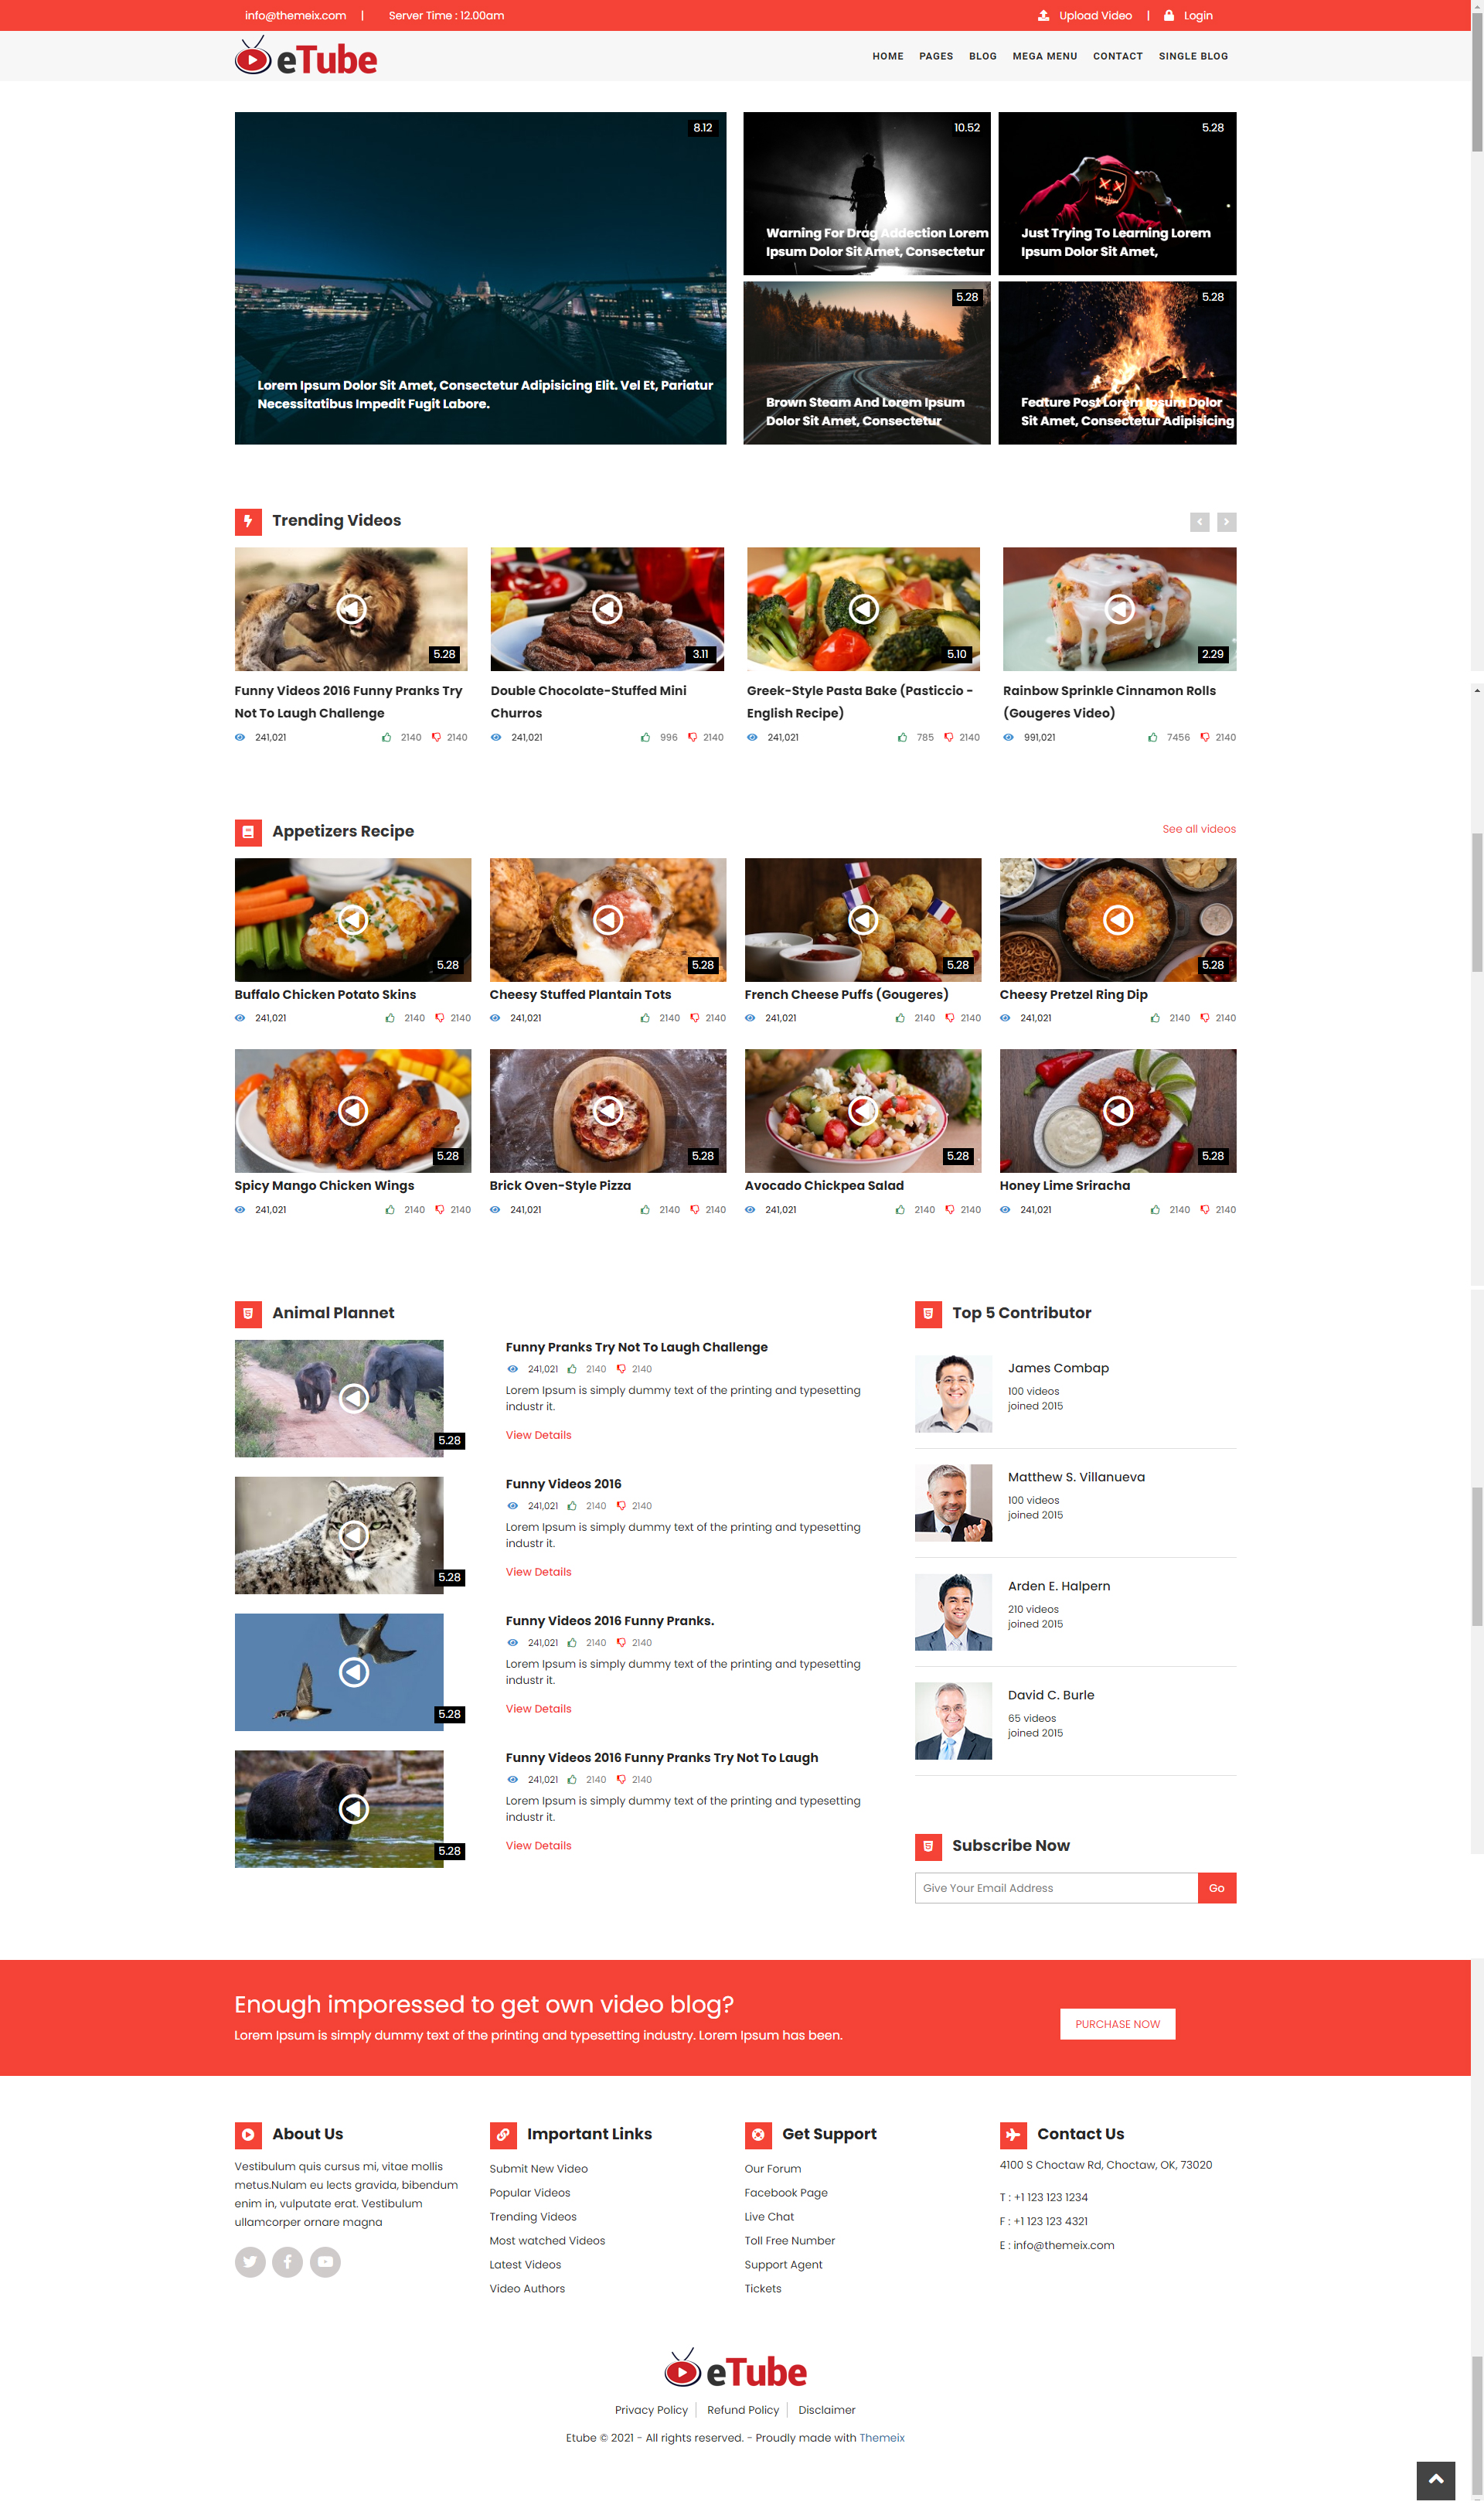 info@themeix.com | Server Time : 12.00am
Upload Video | Login
eTube
HOME PAGES BLOG MEGA MENU CONTACT SINGLE BLOG
8.12
Lorem Ipsum Dolor Sit Amet, Consectetur Adipisicing Elit. Vel Et, Pariatur
Necessitatibus Impedit Fugit Labore.
10.52
Warning For Drag Addection Lorem
Ipsum Dolor Sit Amet, Consectetur
5.28
Just Trying To Learning Lorem
Ipsum Dolor Sit Amet,
5.28
Brown Steam And Lorem Ipsum
Dolor Sit Amet, Consectetur
5.28
Feature Post Lorem Ipsum Dolor
Sit Amet, Consectetur Adipisicing
Trending Videos
5.28
Funny Videos 2016 Funny Pranks Try
Not To Laugh Challenge
241,021 2140 2140
3.11
Double Chocolate-Stuffed Mini
Churros
241,021 996 2140
5.10
Greek-Style Pasta Bake (Pasticcio -
English Recipe)
241,021 785 2140
2.29
Rainbow Sprinkle Cinnamon Rolls
(Gougeres Video)
991,021 7456 2140
Appetizers Recipe
See all videos
5.28
Buffalo Chicken Potato Skins
241,021 2140 2140
5.28
Cheesy Stuffed Plantain Tots
241,021 2140 2140
5.28
French Cheese Puffs (Gougeres)
241,021 2140 2140
5.28
Cheesy Pretzel Ring Dip
241,021 2140 2140
5.28
Spicy Mango Chicken Wings
241,021 2140 2140
5.28
Brick Oven-Style Pizza
241,021 2140 2140
5.28
Avocado Chickpea Salad
241,021 2140 2140
5.28
Honey Lime Sriracha
241,021 2140 2140
Animal Plannet
5.28
Funny Pranks Try Not To Laugh Challenge
241,021 2140 2140
Lorem Ipsum is simply dummy text of the printing and typesetting
industr it.
View Details
5.28
Funny Videos 2016
241,021 2140 2140
Lorem Ipsum is simply dummy text of the printing and typesetting
industr it.
View Details
5.28
Funny Videos 2016 Funny Pranks.
241,021 2140 2140
Lorem Ipsum is simply dummy text of the printing and typesetting
industr it.
View Details
5.28
Funny Videos 2016 Funny Pranks Try Not To Laugh
241,021 2140 2140
Lorem Ipsum is simply dummy text of the printing and typesetting
industr it.
View Details
Top 5 Contributor
James Combap
100 videos
joined 2015
Matthew S. Villanueva
100 videos
joined 2015
Arden E. Halpern
210 videos
joined 2015
David C. Burle
65 videos
joined 2015
Subscribe Now
Give Your Email Address
Go
Enough imporessed to get own video blog?
Lorem Ipsum is simply dummy text of the printing and typesetting industry. Lorem Ipsum has been.
PURCHASE NOW
About Us
Vestibulum quis cursus mi, vitae mollis
metus.Nulam eu lects gravida, bibendum
enim in, vulputate erat. Vestibulum
ullamcorper ornare magna
Important Links
Submit New Video
Popular Videos
Trending Videos
Most watched Videos
Latest Videos
Video Authors
Get Support
Our Forum
Facebook Page
Live Chat
Toll Free Number
Support Agent
Tickets
Contact Us
4100 S Choctaw Rd, Choctaw, OK, 73020
T : +1 123 123 1234
F : +1 123 123 4321
E : info@themeix.com
eTube
Privacy Policy Refund Policy Disclaimer
Etube © 2021 - All rights reserved. - Proudly made with Themeix